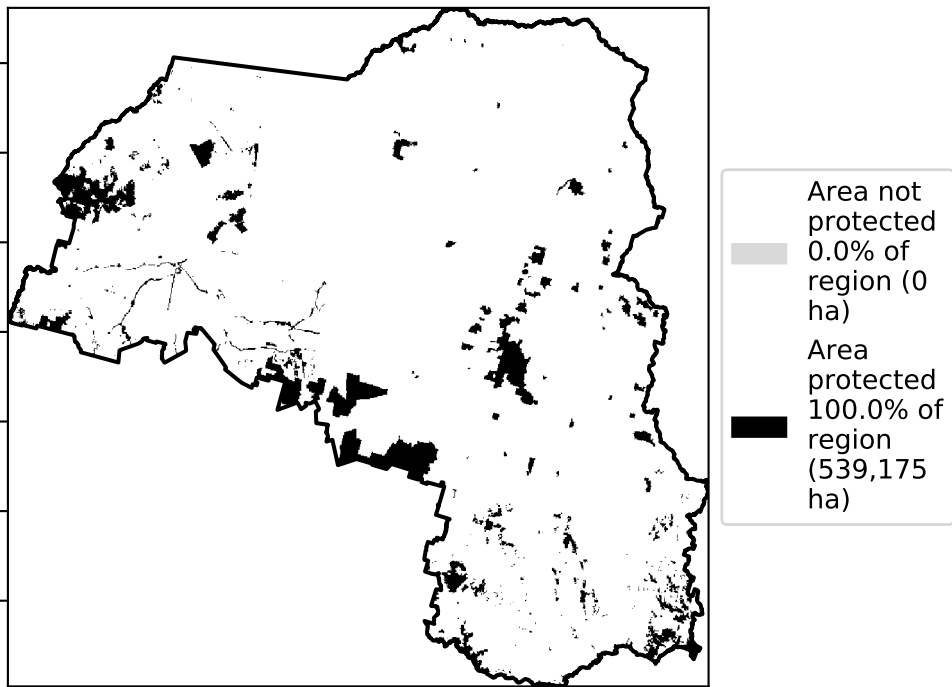 Area not
protected
0.0% of
region (0
ha)
Area
protected
100.0% of
region
(539,175
ha)